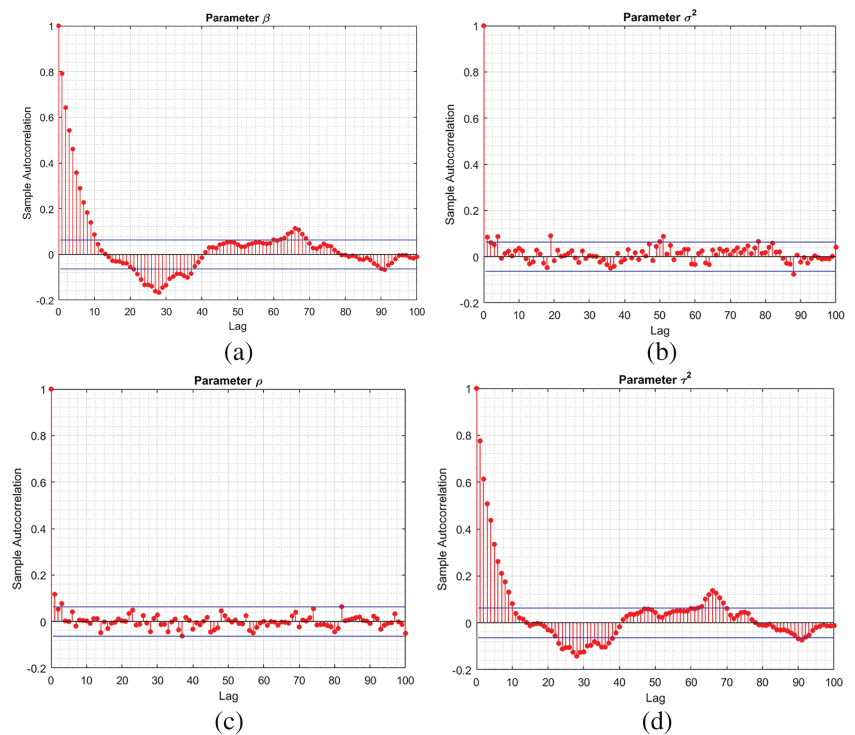 Parameter β
Sample Autocorrelation
1
0.8
0.6
0.4
0.2
0
-0.2
0 10 20 30 40 50 60 70 80 90 100
Lag
(a)
Parameter σ²
Sample Autocorrelation
1
0.8
0.6
0.4
0.2
0
-0.2
0 10 20 30 40 50 60 70 80 90 100
Lag
(b)
Parameter ρ
Sample Autocorrelation
1
0.8
0.6
0.4
0.2
0
-0.2
0 10 20 30 40 50 60 70 80 90 100
Lag
(c)
Parameter τ²
Sample Autocorrelation
1
0.8
0.6
0.4
0.2
0
-0.2
0 10 20 30 40 50 60 70 80 90 100
Lag
(d)